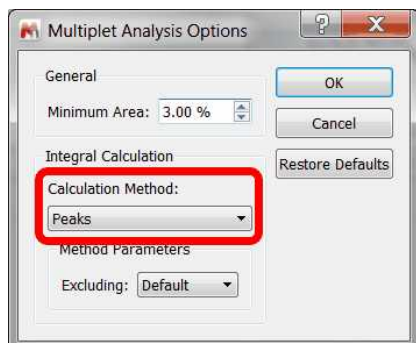 Multiplet Analysis Options
General
Minimum Area: 3.00 %
OK
Cancel
Restore Defaults
Integral Calculation
Calculation Method:
Peaks
Method Parameters
Excluding: Default